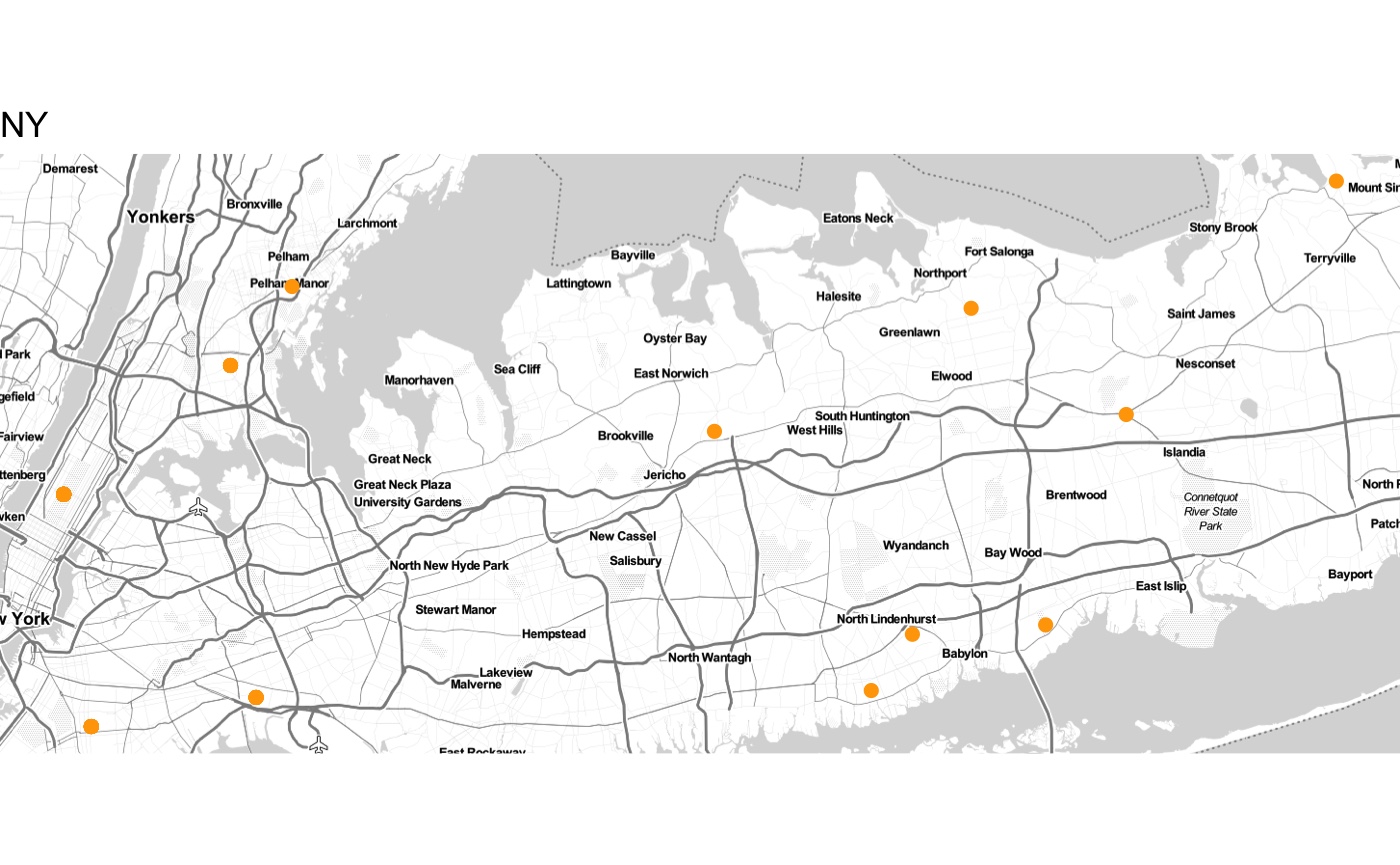 NY
Demarest
Yonkers
Bronxville
Larchmont
Pelham
Pelham Manor
Eatons Neck
Stony Brook
Mount Sin
Bayville
Fort Salonga
Terryville
Lattingtown
Northport
Halesite
Saint James
Greenlawn
Oyster Bay
l Park
Nesconset
Sea Cliff
East Norwich
Manorhaven
Elwood
gefield
South Huntington
West Hills
Fairview
Brookville
Islandia
Great Neck
ttenberg
Jericho
Great Neck Plaza
University Gardens
North P
Brentwood
Connetquot
River State
Park
wken
Patch
New Cassel
Wyandanch
Bay Wood
Salisbury
North New Hyde Park
Bayport
East Islip
Stewart Manor
w York
North Lindenhurst
Hempstead
Babylon
North Wantagh
Lakeview
Malverne
East Rockaway